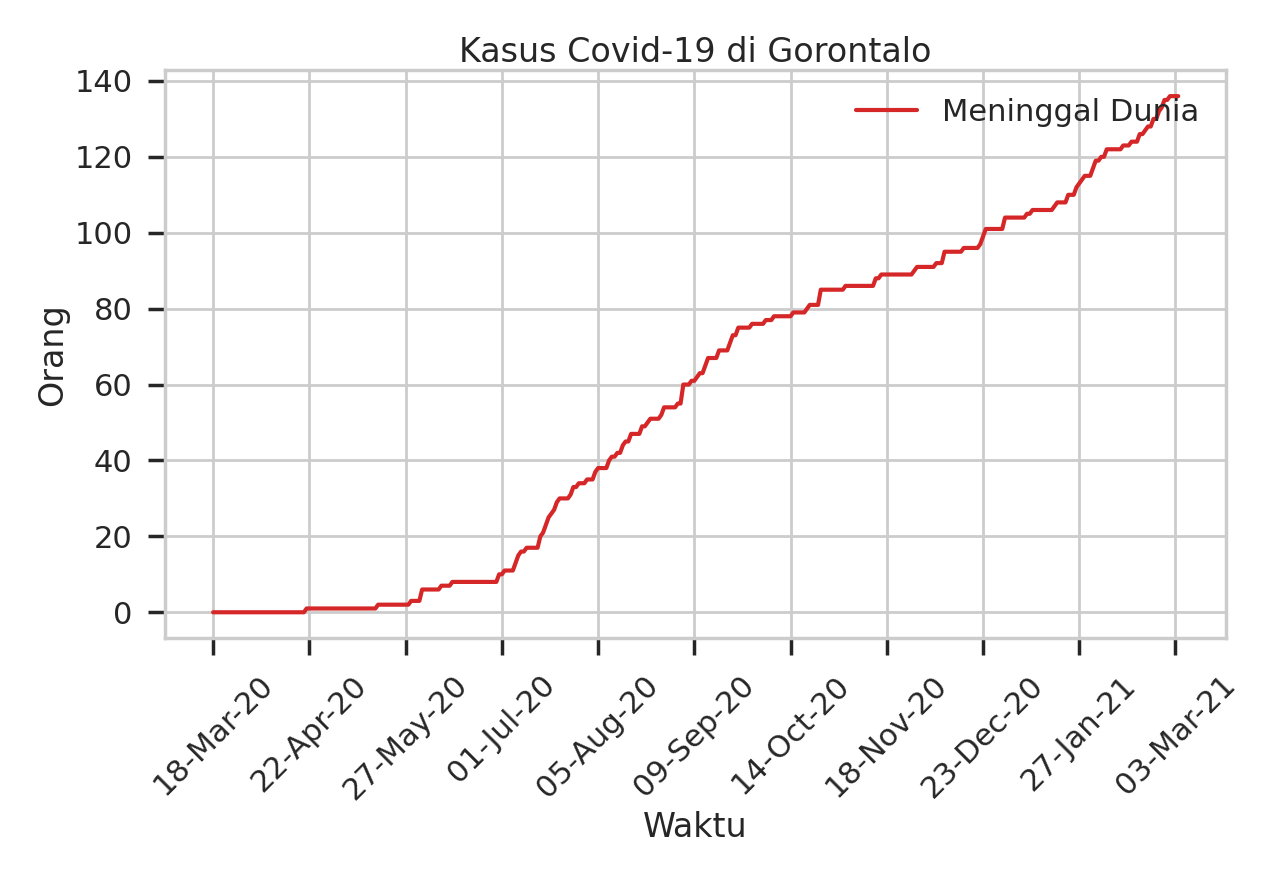 Kasus Covid-19 di Gorontalo
Meninggal Dunia
140
120
100
80
60
40
20
0
Orang
18-Mar-20
22-Apr-20
27-May-20
01-Jul-20
05-Aug-20
09-Sep-20
14-Oct-20
18-Nov-20
23-Dec-20
27-Jan-21
03-Mar-21
Waktu